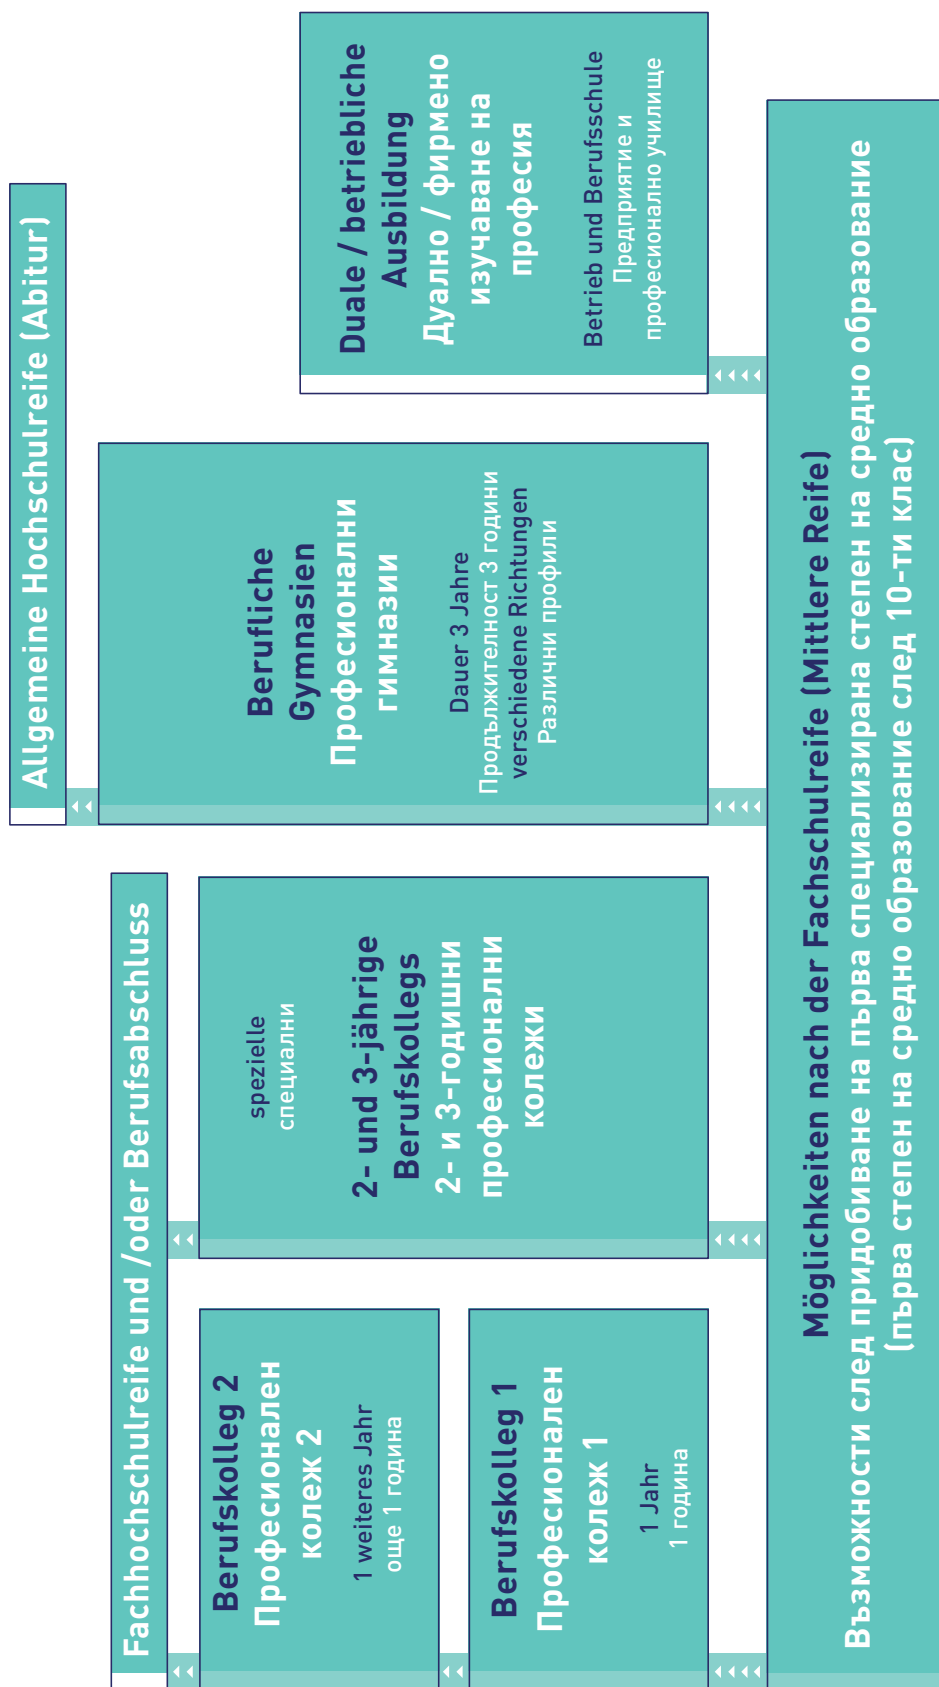 Allgemeine Hochschulreife (Abitur)
Fachhochschulreife und /oder Berufsabschluss
Berufskolleg 2
Професионален
колеж 2
1 weiteres Jahr
още 1 година
Berufskolleg 1
Професионален
колеж 1
1 Jahr
1 година
spezielle
специални
2- und 3-jährige
Berufskollegs
2- и 3-годишни
професионални
колежи
Berufliche
Gymnasien
Професионални
гимназии
Dauer 3 Jahre
Продължителност 3 години
verschiedene Richtungen
Различни профили
Duale / betriebliche
Ausbildung
Дуално / фирмено
изучаване на
професия
Betrieb und Berufsschule
Предприятие и
професионално училище
Möglichkeiten nach der Fachschulreife (Mittlere Reife)
Възможности след придобиване на първа специализирана степен на средно образование
(първа степен на средно образование след 10-ти клас)